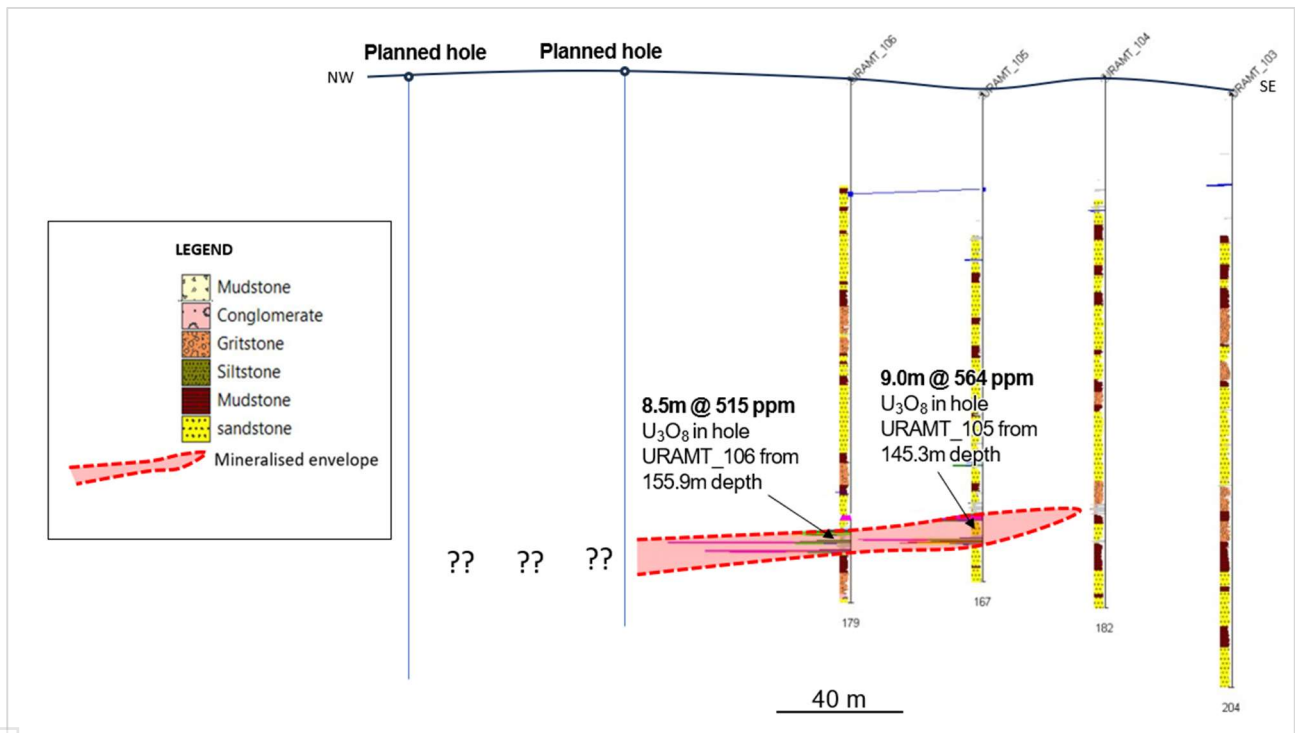 Planned hole
Planned hole
NW
URAMT_106
URAMT_105
URAMT_104
URAMT_103
SE
LEGEND
Mudstone
Conglomerate
Gritstone
Siltstone
Mudstone
sandstone
Mineralised envelope
8.5m @ 515 ppm
U₃O₈ in hole
URAMT_106 from
155.9m depth
9.0m @ 564 ppm
U₃O₈ in hole
URAMT_105 from
145.3m depth
?? ?? ??
179
167
182
204
40 m